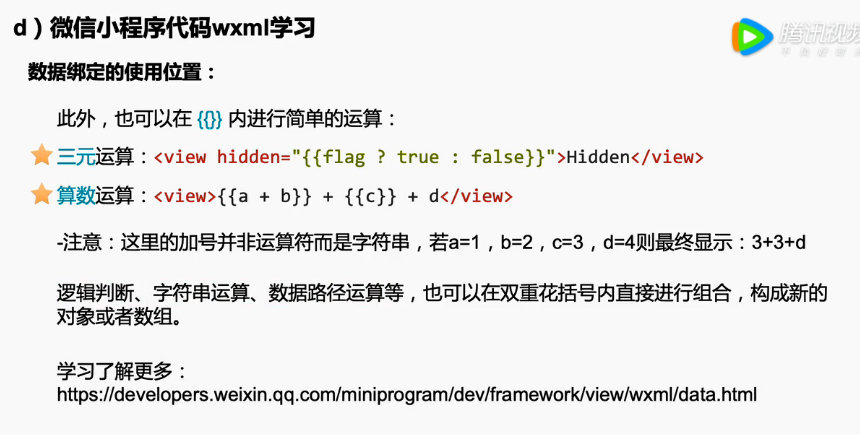 d）微信小程序代码wxml学习
腾讯视频
不负好时光
数据绑定的使用位置：
此外，也可以在 {{}} 内进行简单的运算：
三元运算：<view hidden="{{flag ? true : false}}">Hidden</view>
算数运算：<view>{{a + b}} + {{c}} + d</view>
-注意：这里的加号并非运算符而是字符串，若a=1，b=2，c=3，d=4则最终显示：3+3+d
逻辑判断、字符串运算、数据路径运算等，也可以在双重花括号内直接进行组合，构成新的
对象或者数组。
学习了解更多：
https://developers.weixin.qq.com/miniprogram/dev/framework/view/wxml/data.html